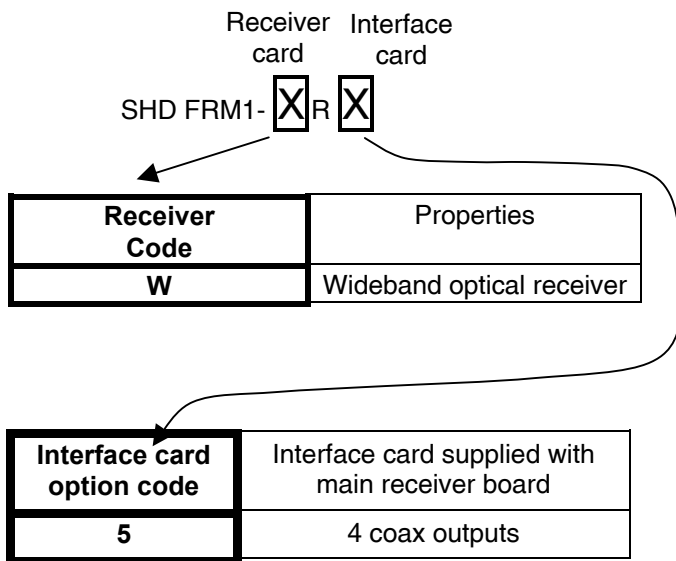 Receiver Interface
card card
SHD FRM1- X R X
Receiver Properties
Code
W Wideband optical receiver
Interface card Interface card supplied with
option code main receiver board
5 4 coax outputs